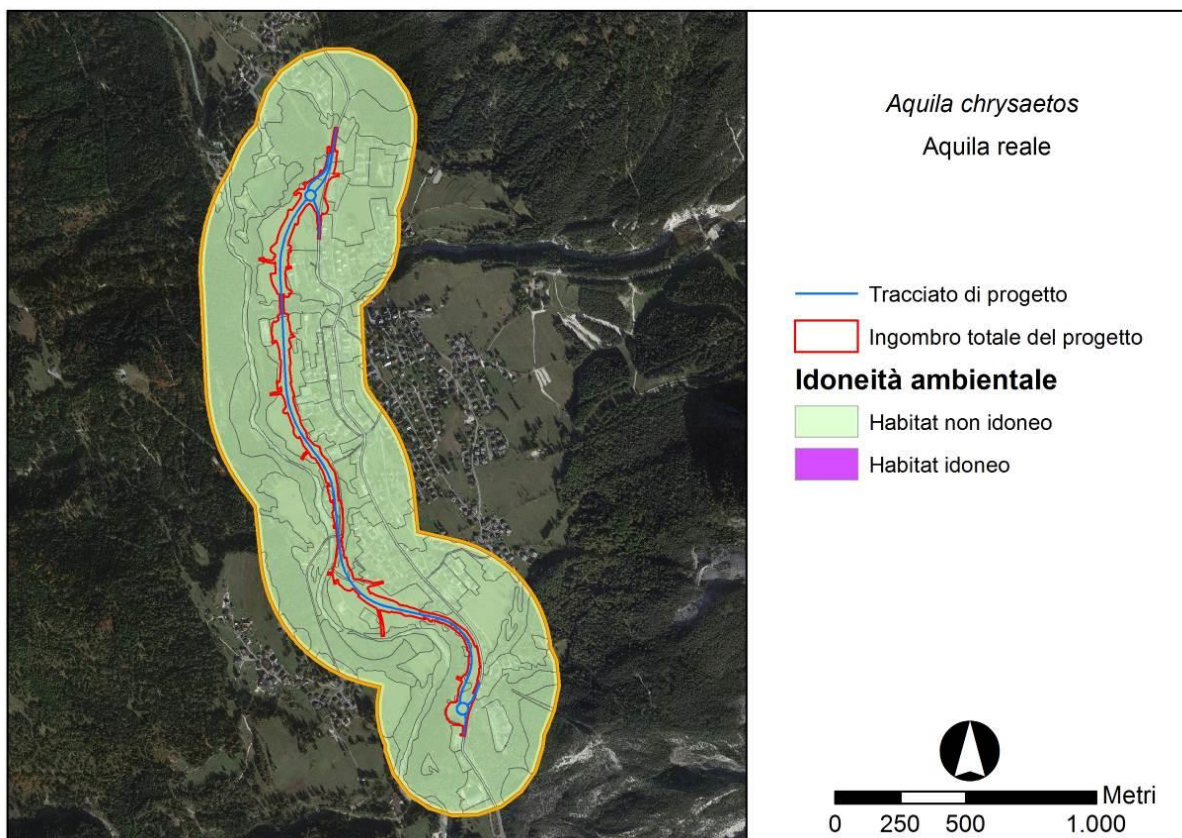 Aquila chrysaetos
Aquila reale
Tracciato di progetto
Ingombro totale del progetto
Idoneità ambientale
Habitat non idoneo
Habitat idoneo
Metri
0 250 500 1.000